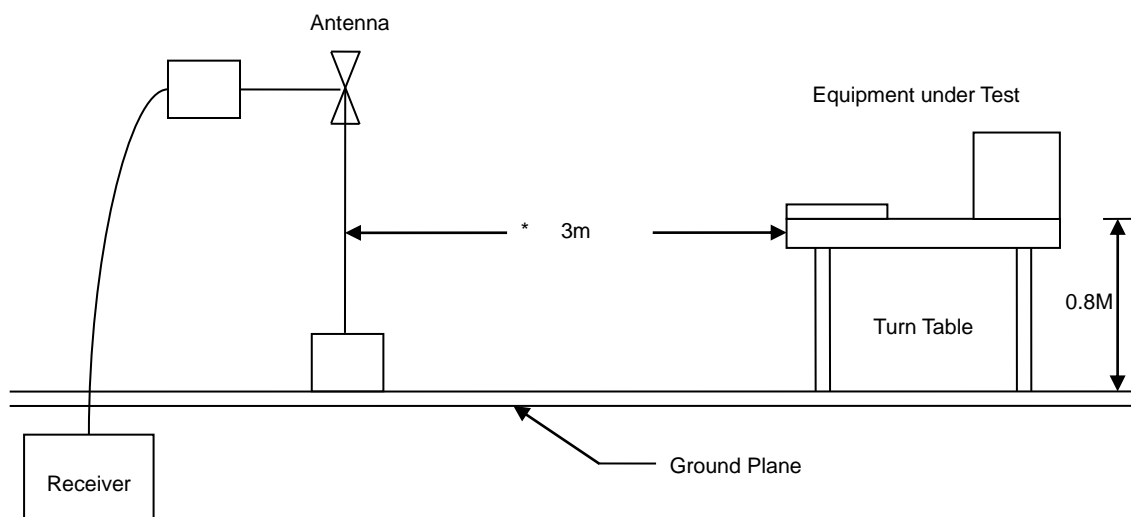 Antenna
Equipment under Test
* 3m
0.8M
Turn Table
Ground Plane
Receiver